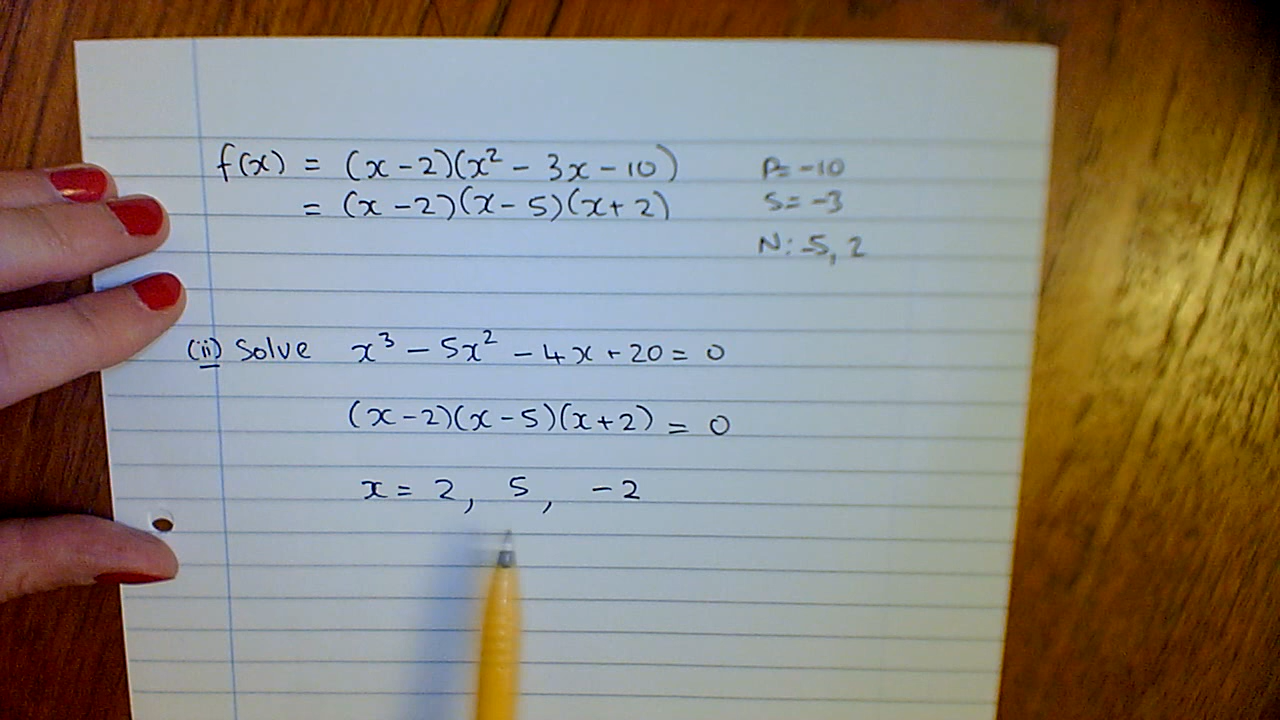 f(x) = (x-2)(x² - 3x - 10)
P= -10
= (x-2)(x-5)(x+2)
S= -3
N: -5, 2
(ii) Solve x³ - 5x² - 4x + 20 = 0
(x-2)(x-5)(x+2) = 0
x = 2, 5, -2